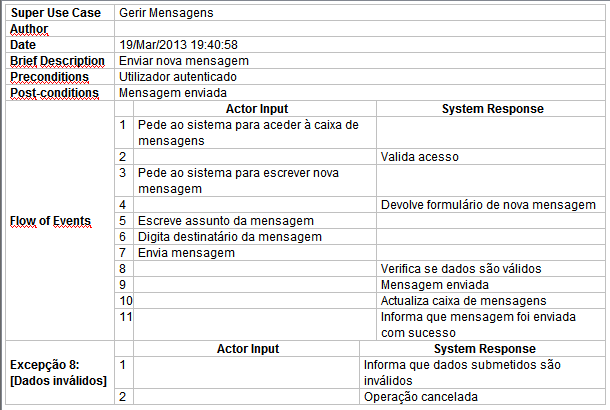 Super Use Case Gerir Mensagens
Author
Date 19/Mar/2013 19:40:58
Brief Description Enviar nova mensagem
Preconditions Utilizador autenticado
Post-conditions Mensagem enviada
Flow of Events
Actor Input System Response
1 Pede ao sistema para aceder à caixa de
mensagens
2 Valida acesso
3 Pede ao sistema para escrever nova
mensagem
4 Devolve formulário de nova mensagem
5 Escreve assunto da mensagem
6 Digita destinatário da mensagem
7 Envia mensagem
8 Verifica se dados são válidos
9 Mensagem enviada
10 Actualiza caixa de mensagens
11 Informa que mensagem foi enviada
com sucesso
Excepção 8:
[Dados inválidos]
Actor Input System Response
1 Informa que dados submetidos são
inválidos
2 Operação cancelada